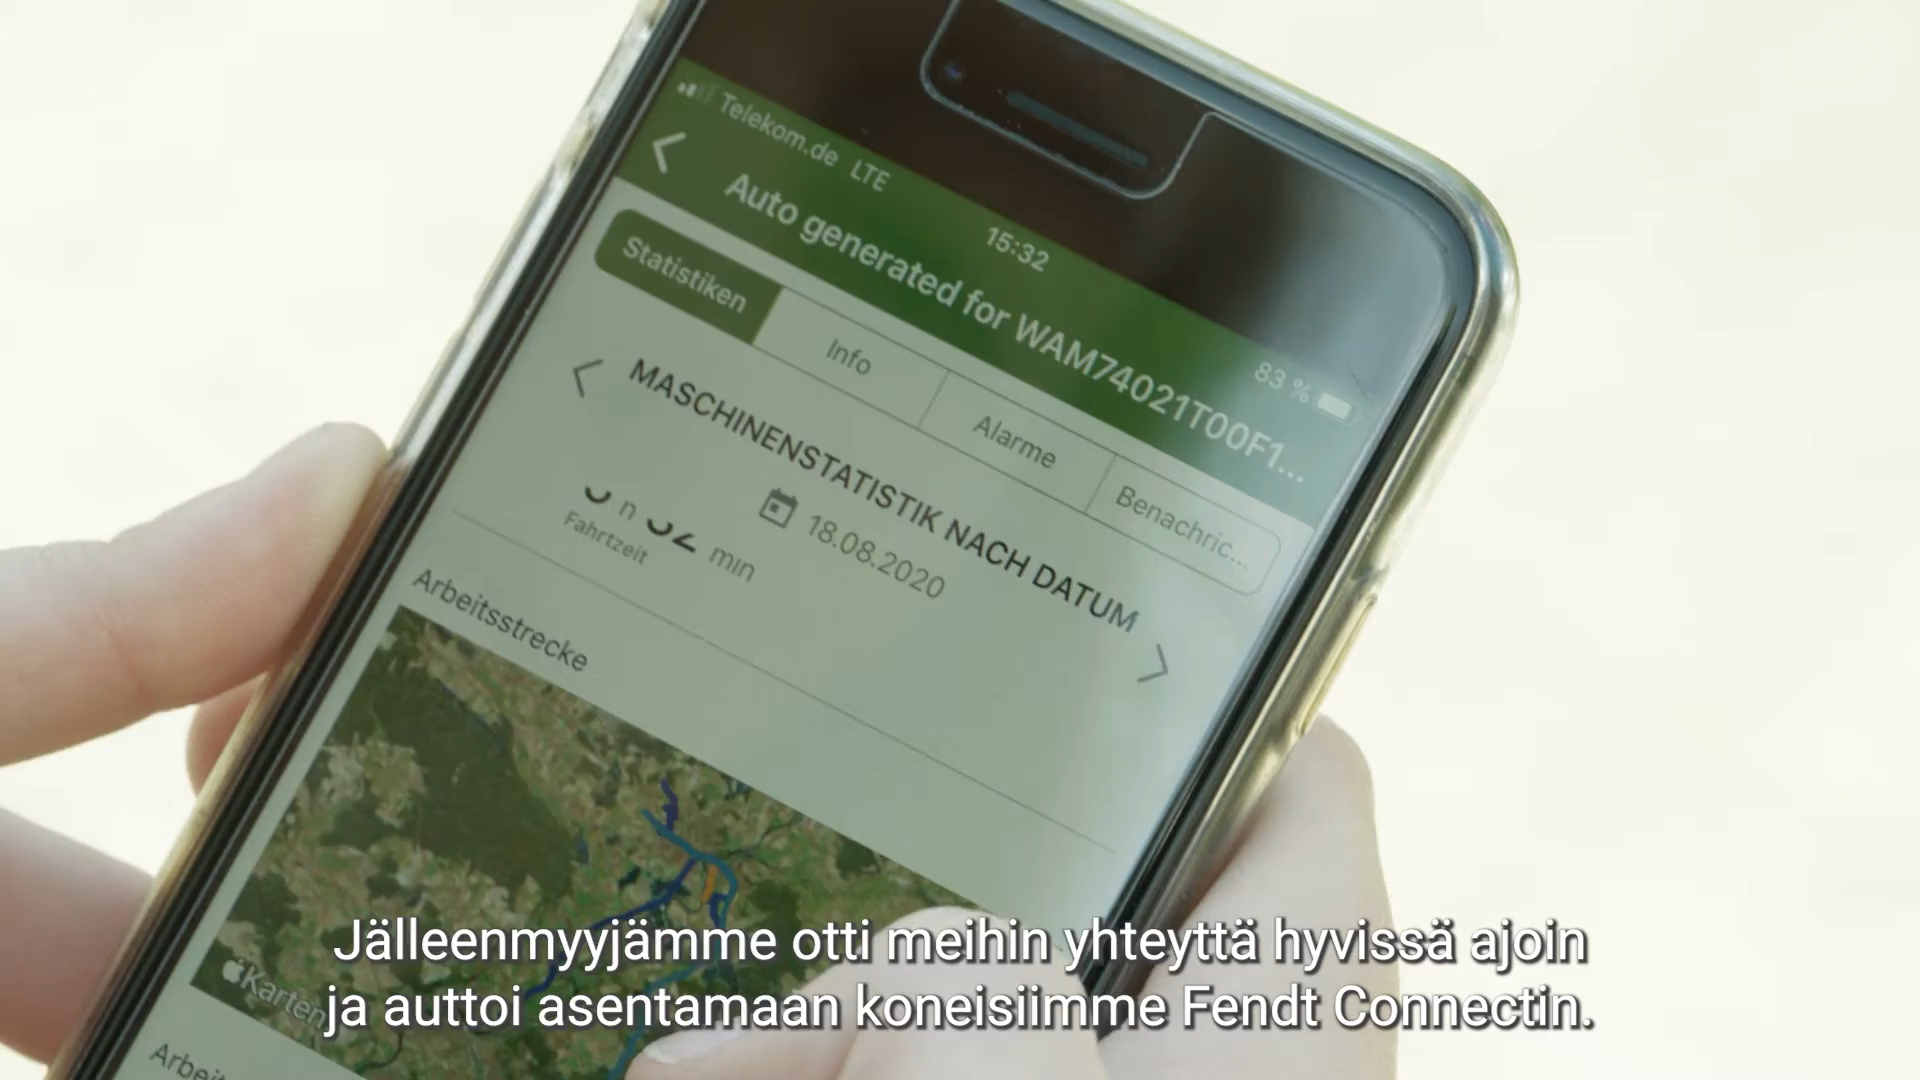 Telekom.de LTE
15:32
83 %
Auto generated for WAM74021T00F1...
Statistiken
Info
Alarme
Benachric...
MASCHINENSTATISTIK NACH DATUM
18.08.2020
min
Fahrtzeit
Arbeitsstrecke
Karten
Jälleenmyyjämme otti meihin yhteyttä hyvissä ajoin
ja auttoi asentamaan koneisiimme Fendt Connectin.